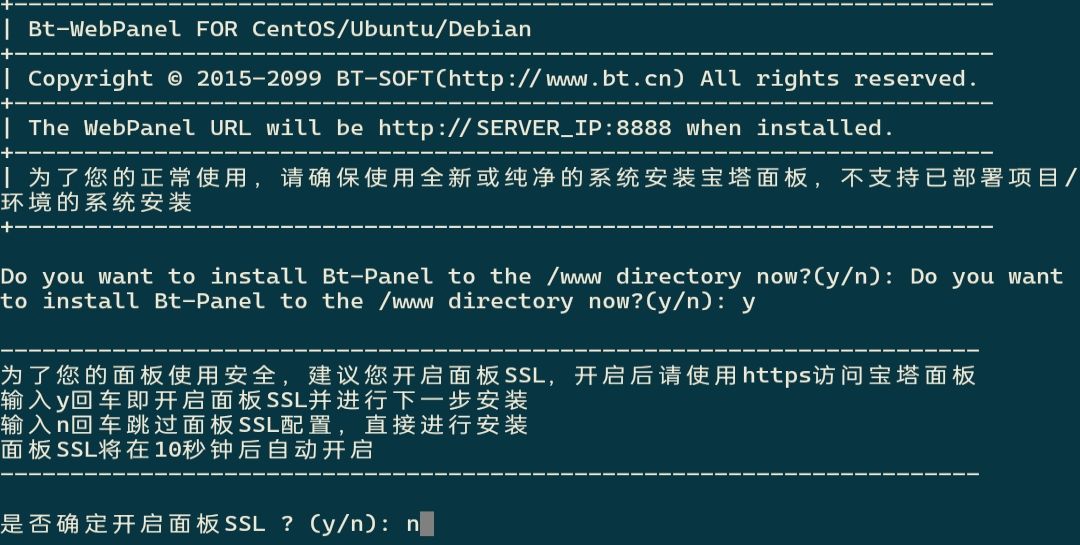 +----------------------------------------------------------------------
| Bt-WebPanel FOR CentOS/Ubuntu/Debian
+----------------------------------------------------------------------
| Copyright © 2015-2099 BT-SOFT(http://www.bt.cn) All rights reserved.
+----------------------------------------------------------------------
| The WebPanel URL will be http://SERVER_IP:8888 when installed.
+----------------------------------------------------------------------
| 为了您的正常使用，请确保使用全新或纯净的系统安装宝塔面板，不支持已部署项目/
环境的系统安装
+----------------------------------------------------------------------
Do you want to install Bt-Panel to the /www directory now?(y/n): Do you want
to install Bt-Panel to the /www directory now?(y/n): y
----------------------------------------------------------------------
为了您的面板使用安全，建议您开启面板SSL，开启后请使用https访问宝塔面板
输入y回车即开启面板SSL并进行下一步安装
输入n回车跳过面板SSL配置，直接进行安装
面板SSL将在10秒钟后自动开启
----------------------------------------------------------------------
是否确定开启面板SSL ? (y/n): n